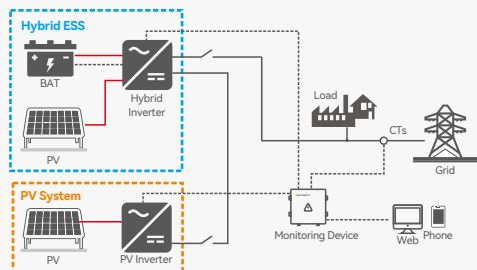 Hybrid ESS
BAT
Hybrid
Inverter
PV
Load
CTs
Grid
PV System
PV
PV Inverter
Monitoring Device
Web
Phone